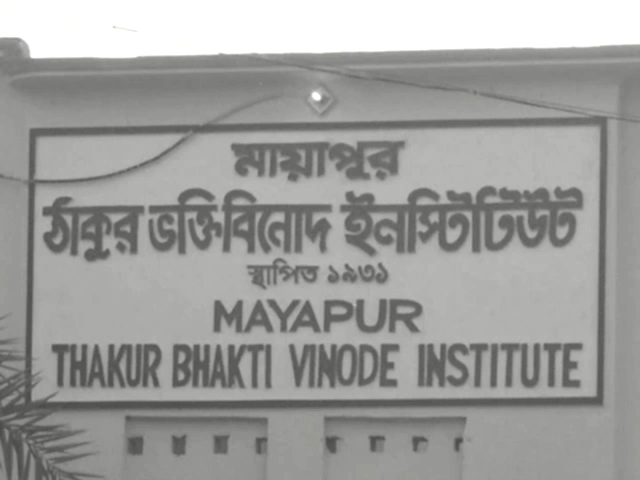 মায়াপুর
ঠাকুর ভক্তিবিনোদ ইনস্টিটিউট
স্থাপিত ১৯৩১
MAYAPUR
THAKUR BHAKTI VINODE INSTITUTE